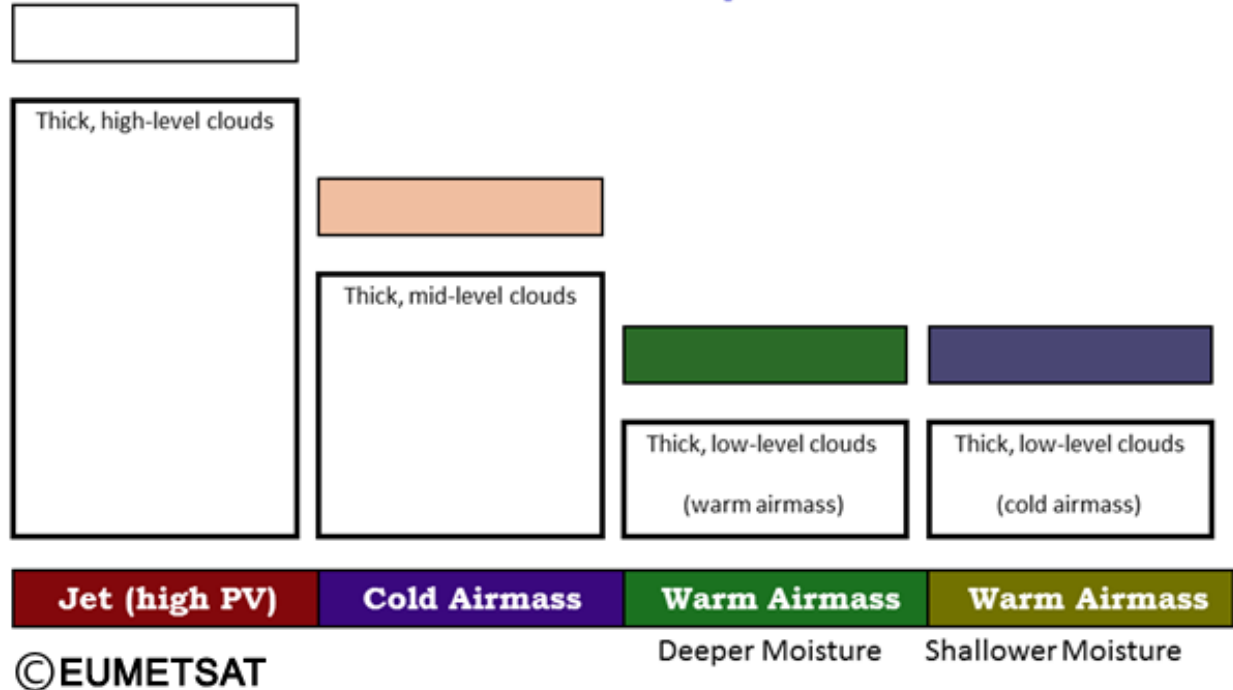 Thick, high-level clouds
Thick, mid-level clouds
Thick, low-level clouds
(warm airmass)
Thick, low-level clouds
(cold airmass)
Jet (high PV)
Cold Airmass
Warm Airmass
Warm Airmass
Deeper Moisture
Shallower Moisture
©EUMETSAT